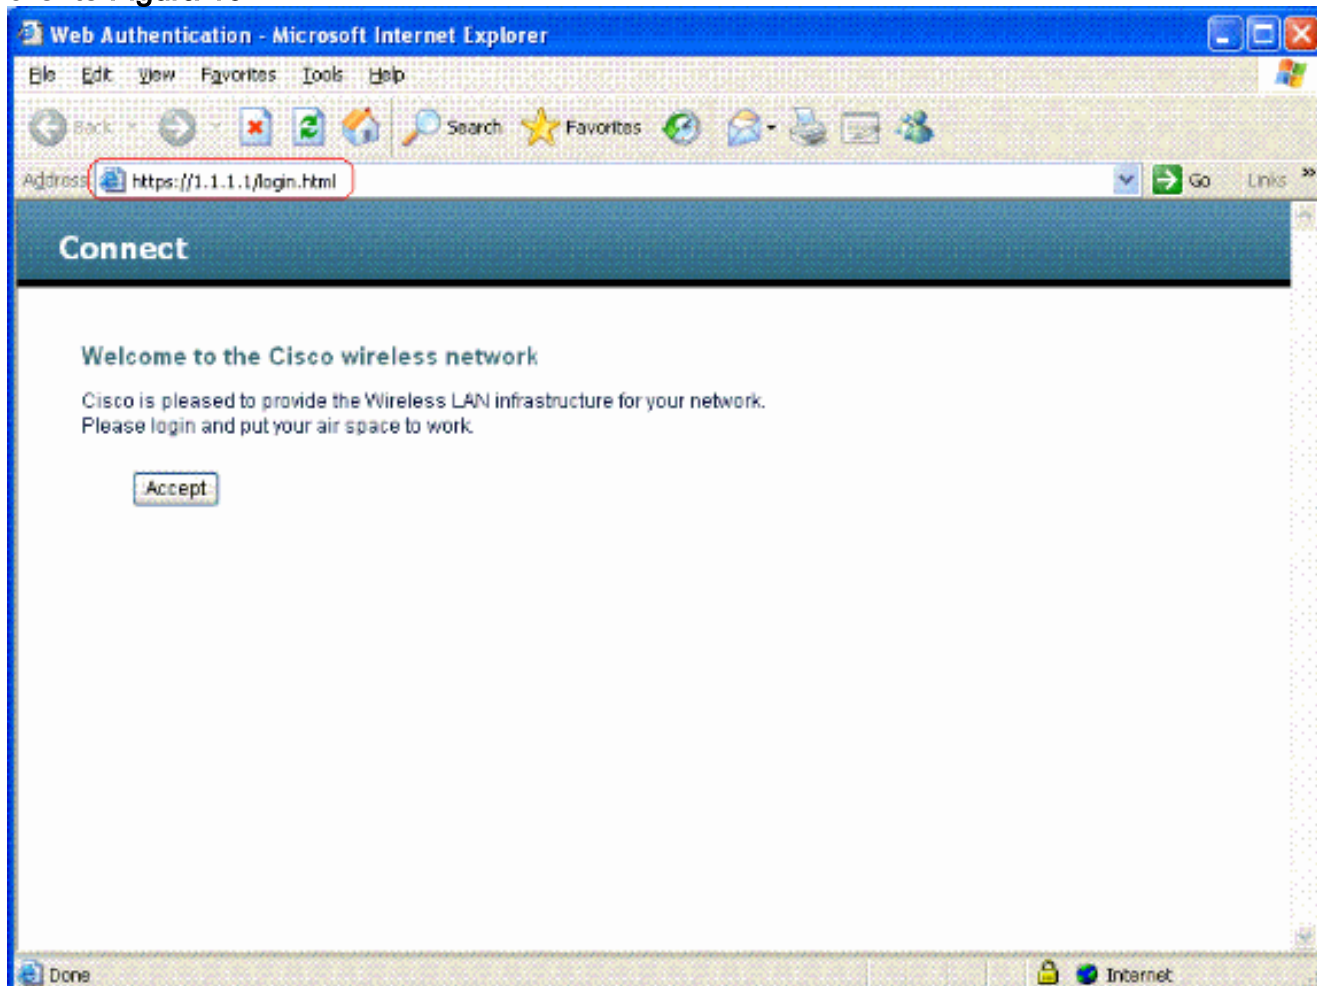 Web Authentication - Microsoft Internet Explorer
File Edit View Favorites Tools Help
Back Search Favorites
Address https://1.1.1.1/login.html Go Links »
Connect
Welcome to the Cisco wireless network
Cisco is pleased to provide the Wireless LAN infrastructure for your network.
Please login and put your air space to work.
Accept
Done Internet